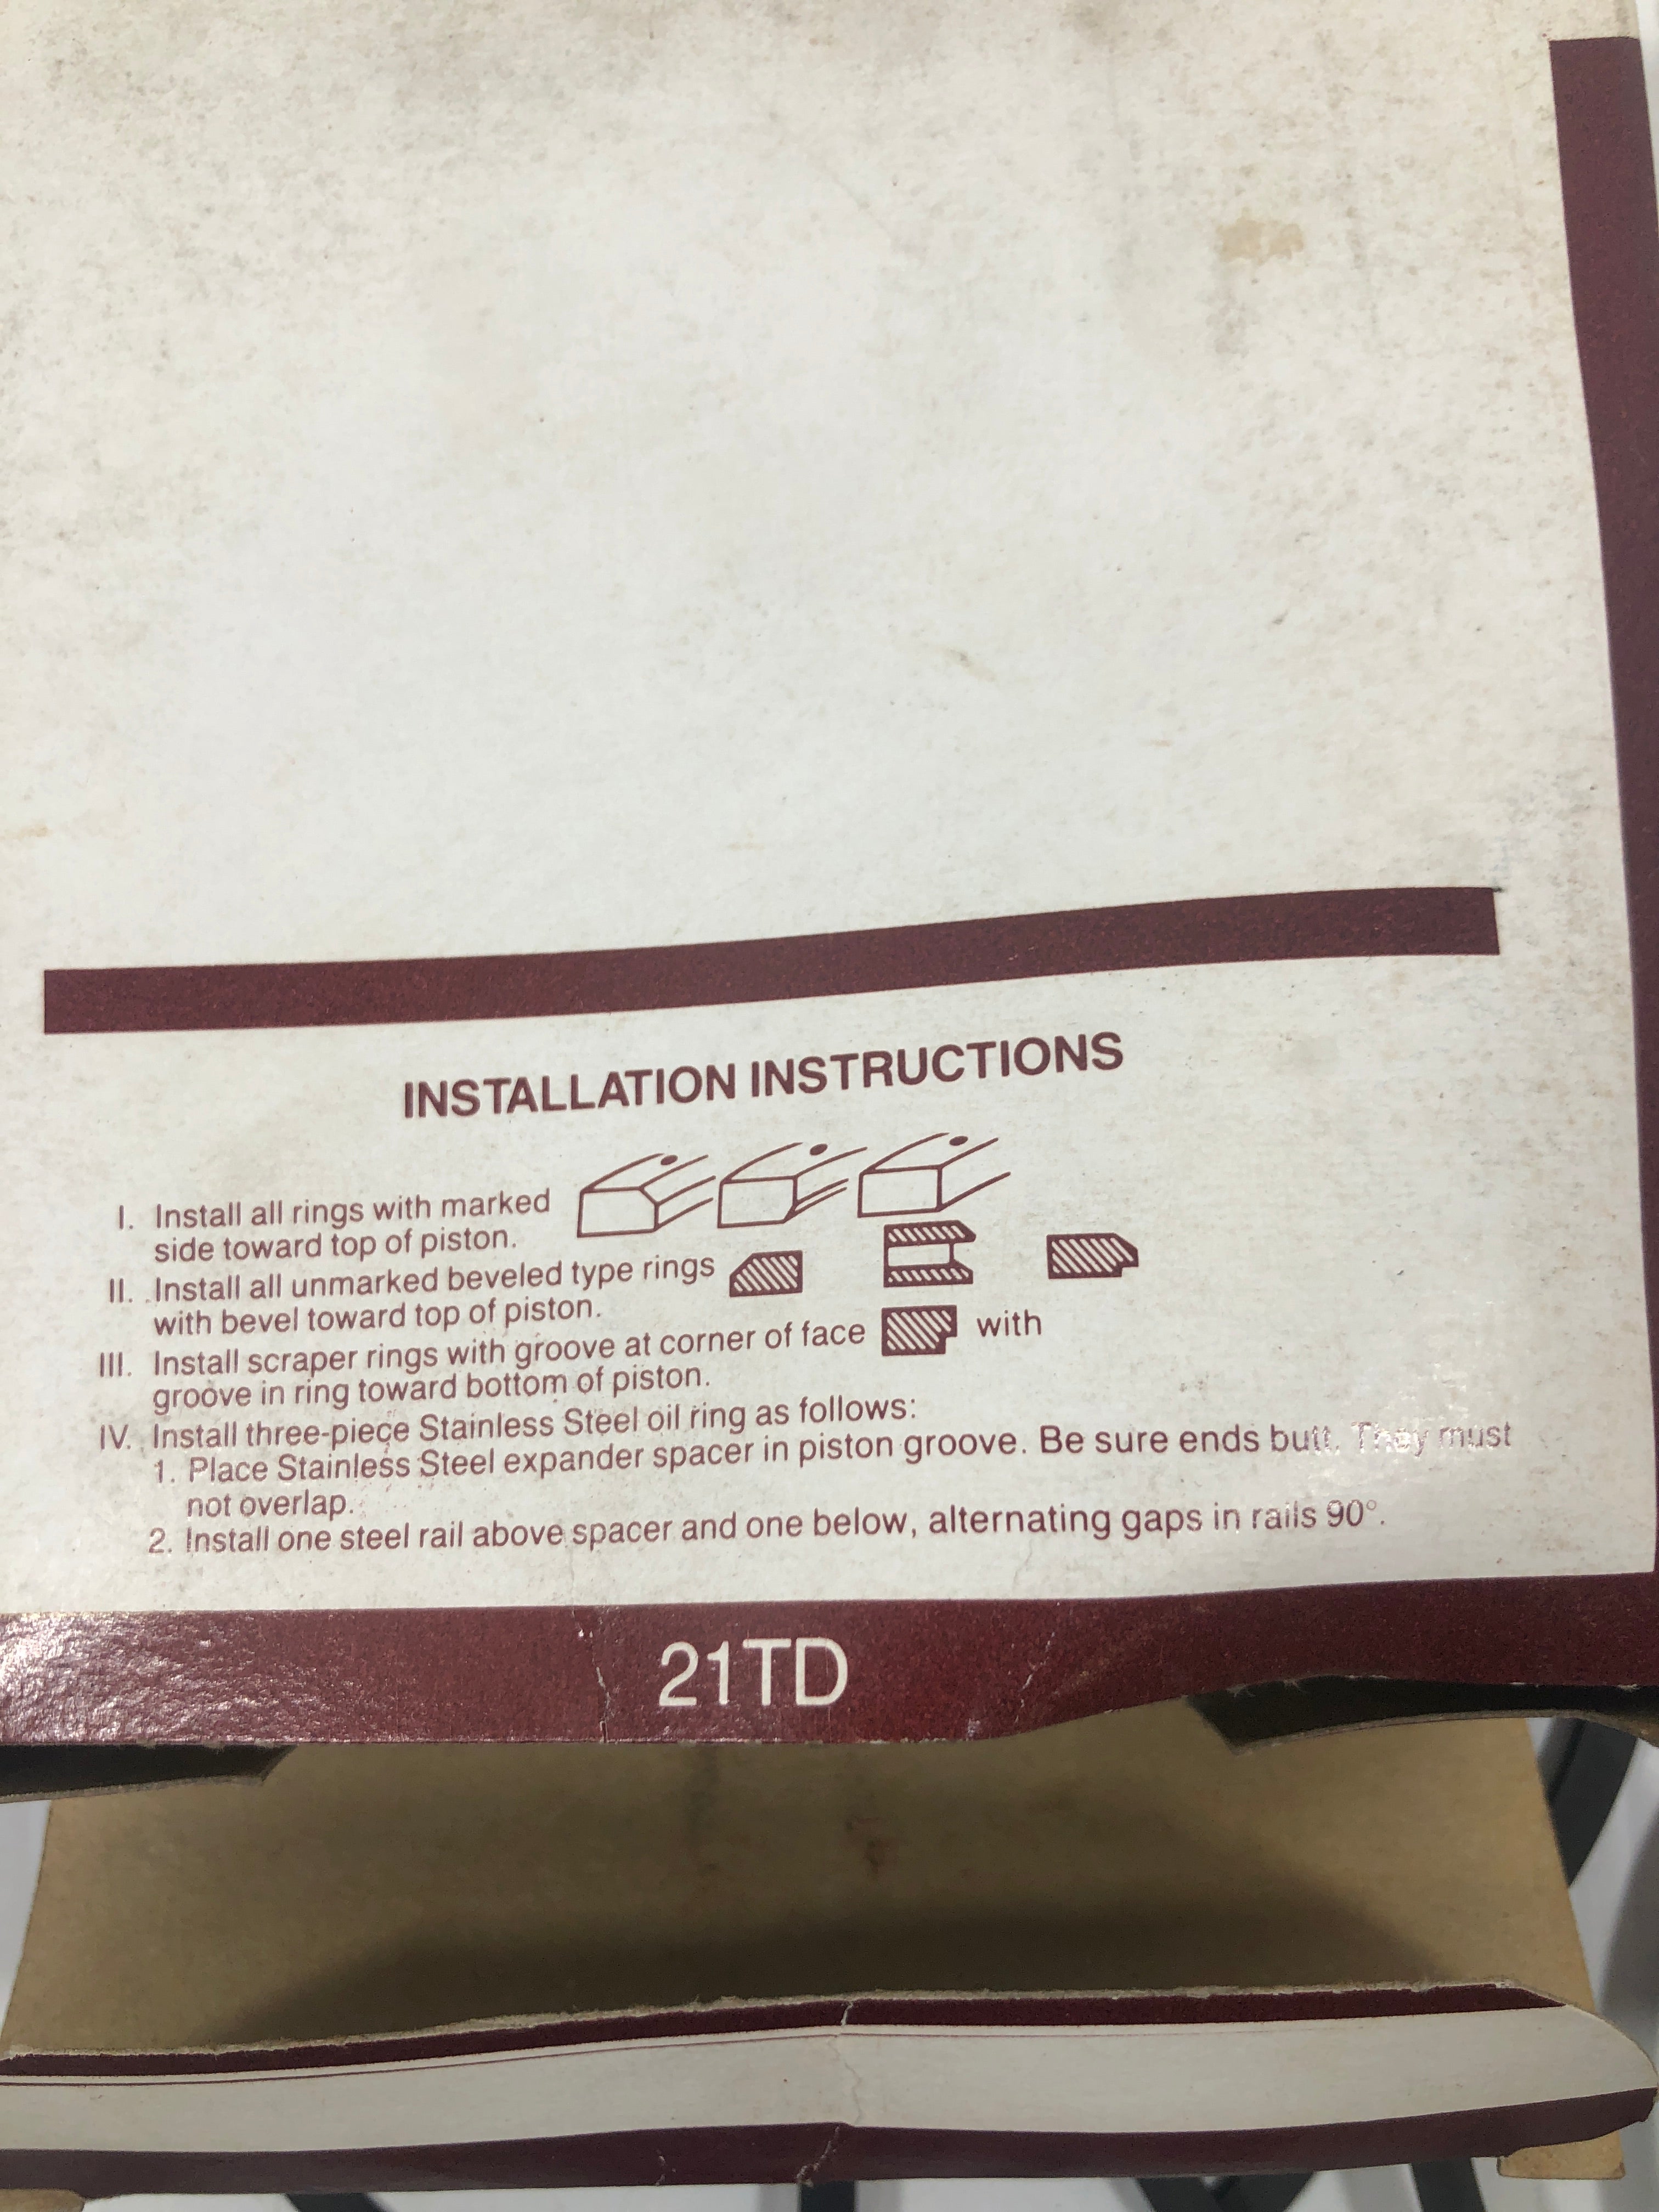 INSTALLATION INSTRUCTIONS
I. Install all rings with marked
side toward top of piston.
II. Install all unmarked beveled type rings
with bevel toward top of piston.
III. Install scraper rings with groove at corner of face with
groove in ring toward bottom of piston.
IV. Install three-piece Stainless Steel oil ring as follows:
1. Place Stainless Steel expander spacer in piston groove. Be sure ends butt. They must
not overlap.
2. Install one steel rail above spacer and one below, alternating gaps in rails 90°.
21TD